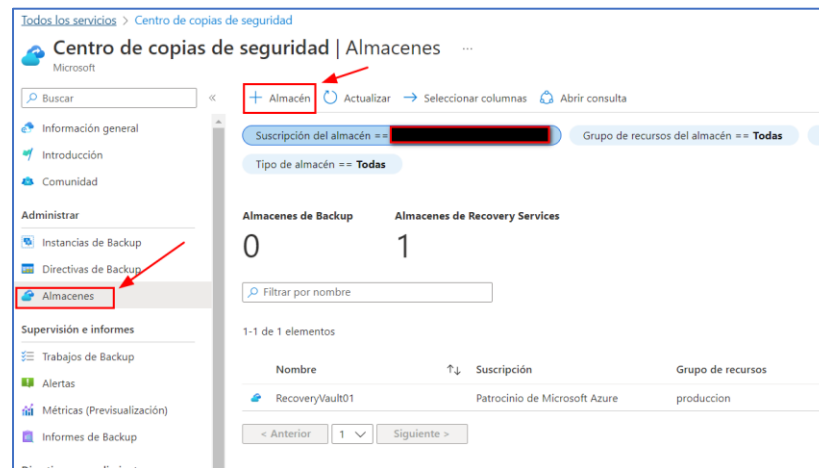 Todos los servicios > Centro de copias de seguridad
Centro de copias de seguridad | Almacenes ...
Microsoft
Buscar
«
+ Almacén
Actualizar
Seleccionar columnas
Abrir consulta
Información general
Introducción
Comunidad
Administrar
Instancias de Backup
Directivas de Backup
Almacenes
Supervisión e informes
Trabajos de Backup
Alertas
Métricas (Previsualización)
Informes de Backup
Suscripción del almacén ==
Grupo de recursos del almacén == Todas
Tipo de almacén == Todas
Almacenes de Backup
0
Almacenes de Recovery Services
1
Filtrar por nombre
1-1 de 1 elementos
Nombre ↑↓ Suscripción Grupo de recursos
RecoveryVault01 Patrocinio de Microsoft Azure produccion
< Anterior 1 Siguiente >